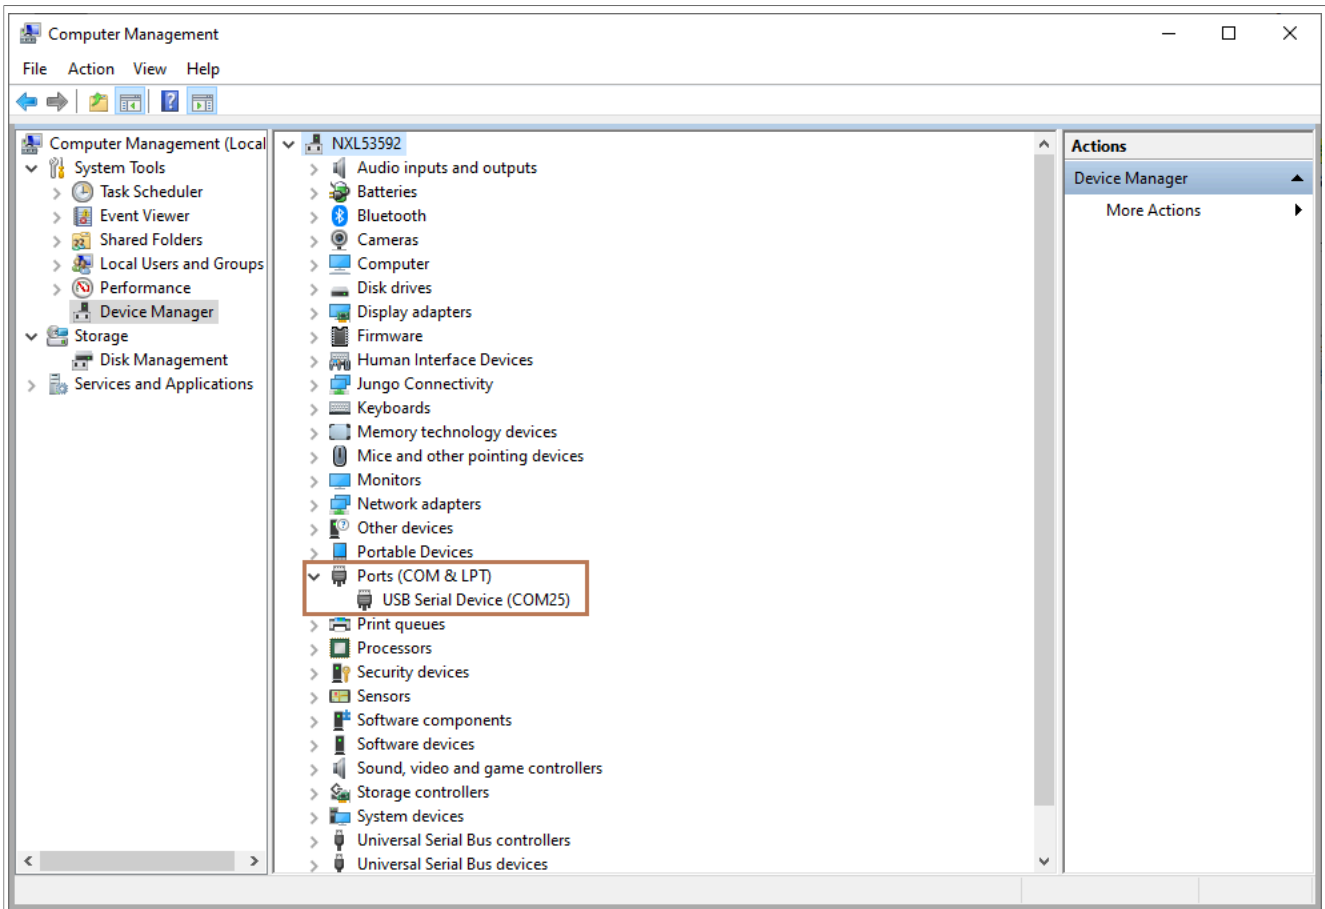 Computer Management
File Action View Help
Computer Management (Local
System Tools
Task Scheduler
Event Viewer
Shared Folders
Local Users and Groups
Performance
Device Manager
Storage
Disk Management
Services and Applications
NXL53592
Audio inputs and outputs
Batteries
Bluetooth
Cameras
Computer
Disk drives
Display adapters
Firmware
Human Interface Devices
Jungo Connectivity
Keyboards
Memory technology devices
Mice and other pointing devices
Monitors
Network adapters
Other devices
Portable Devices
Ports (COM & LPT)
USB Serial Device (COM25)
Print queues
Processors
Security devices
Sensors
Software components
Software devices
Sound, video and game controllers
Storage controllers
System devices
Universal Serial Bus controllers
Universal Serial Bus devices
Actions
Device Manager
More Actions